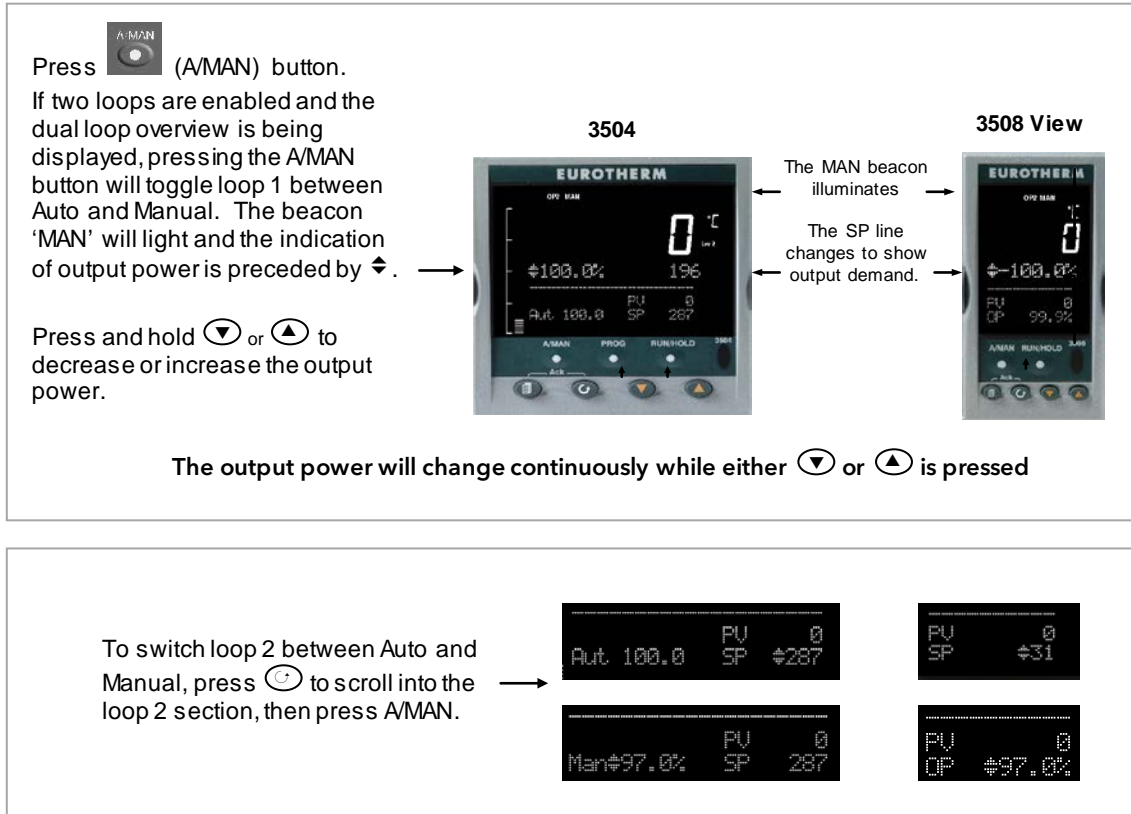 A/MAN
Press (A/MAN) button.
If two loops are enabled and the
dual loop overview is being
displayed, pressing the A/MAN
button will toggle loop 1 between
Auto and Manual. The beacon
‘MAN’ will light and the indication
of output power is preceded by .
Press and hold or to
decrease or increase the output
power.
3504
EUROTHERM
OP2 MAN
0 °C
Lev 3
100.0% 196
PV 0
Aut 100.0 SP 287
A/MAN PROG RUN/HOLD 3504
Ack
The MAN beacon
illuminates
The SP line
changes to show
output demand.
3508 View
EUROTHERM
OP2 MAN
°C
0
-100.0%
PV 0
OP 99.9%
A/MAN RUN/HOLD
Ack
The output power will change continuously while either or is pressed
To switch loop 2 between Auto and
Manual, press to scroll into the
loop 2 section, then press A/MAN.
PV 0
Aut 100.0 SP 287
PV 0
SP 31
PV 0
Man 97.0% SP 287
PV 0
OP 97.0%